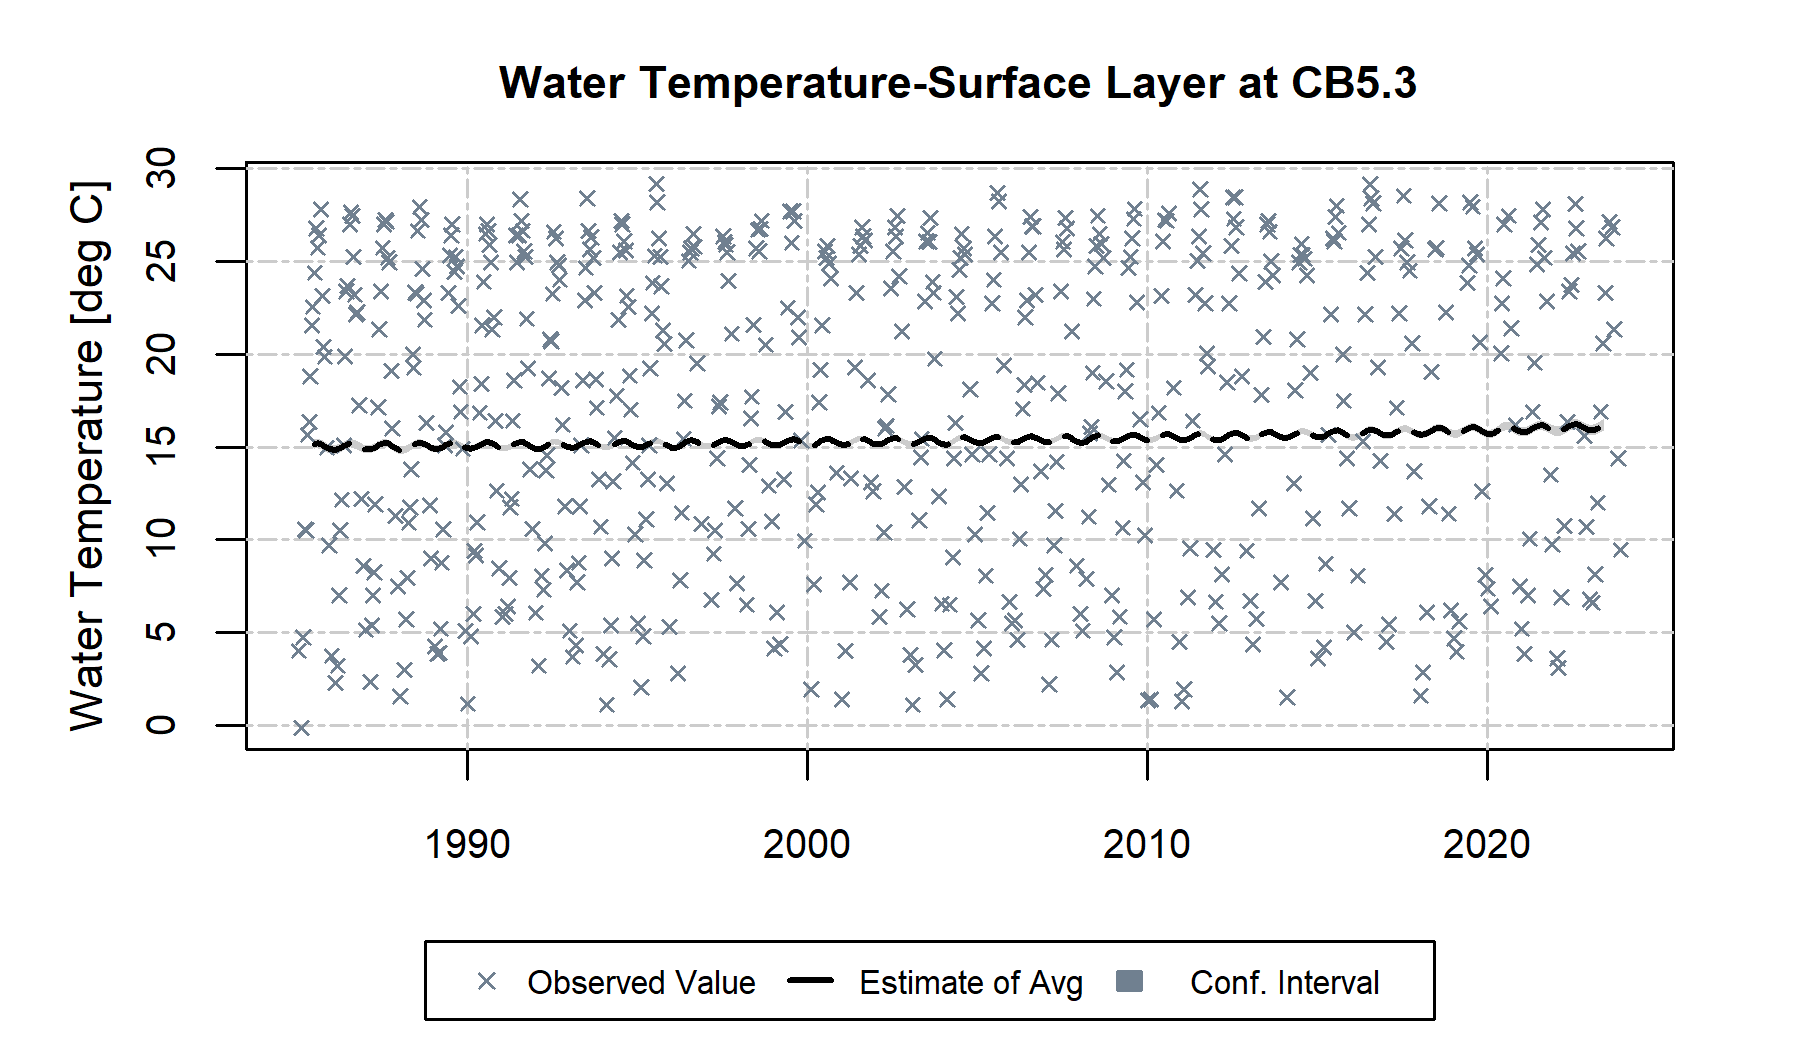 Water Temperature-Surface Layer at CB5.3
Water Temperature [deg C]
30
25
20
15
10
5
0
1990 2000 2010 2020
Observed Value Estimate of Avg Conf. Interval